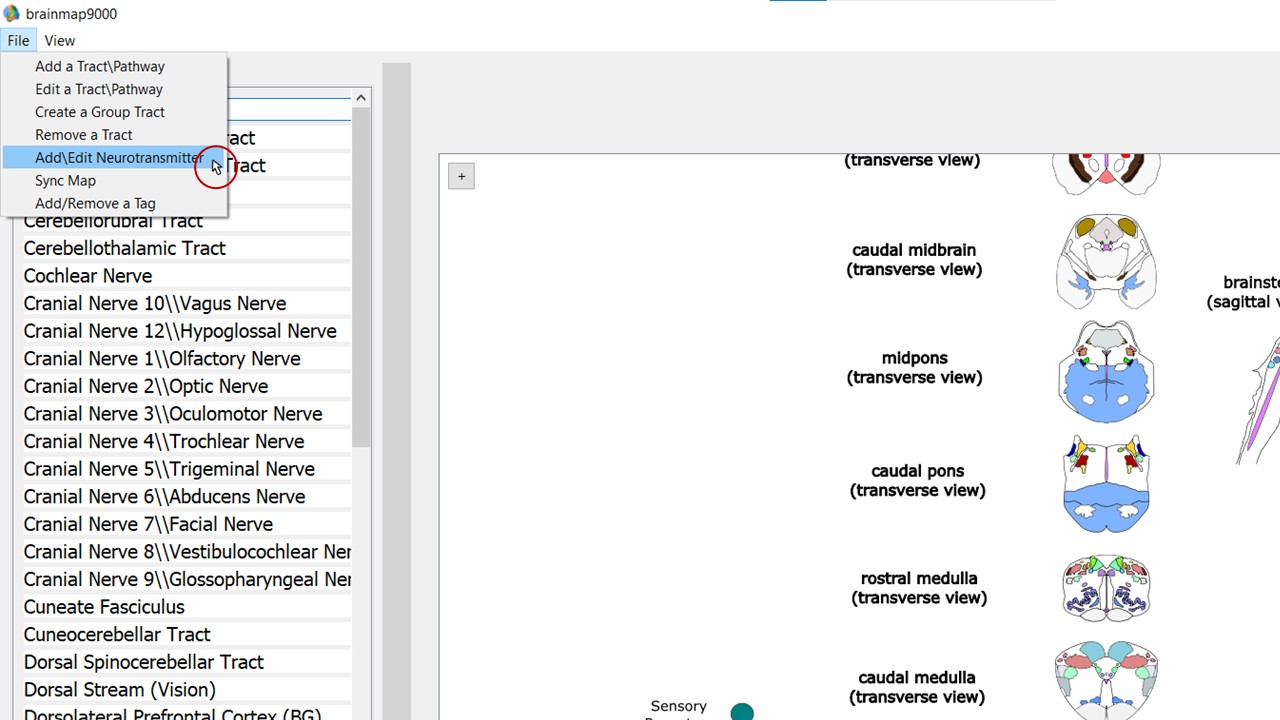 brainmap9000
File View
Add a Tract\Pathway
Edit a Tract\Pathway
Create a Group Tract
Remove a Tract
Add\Edit Neurotransmitter
Sync Map
Add/Remove a Tag
Tract
Cerebellorubral Tract
Cerebellothalamic Tract
Cochlear Nerve
Cranial Nerve 10\\Vagus Nerve
Cranial Nerve 12\\Hypoglossal Nerve
Cranial Nerve 1\\Olfactory Nerve
Cranial Nerve 2\\Optic Nerve
Cranial Nerve 3\\Oculomotor Nerve
Cranial Nerve 4\\Trochlear Nerve
Cranial Nerve 5\\Trigeminal Nerve
Cranial Nerve 6\\Abducens Nerve
Cranial Nerve 7\\Facial Nerve
Cranial Nerve 8\\Vestibulocochlear Ner
Cranial Nerve 9\\Glossopharyngeal Ner
Cuneate Fasciculus
Cuneocerebellar Tract
Dorsal Spinocerebellar Tract
Dorsal Stream (Vision)
Dorsolateral Prefrontal Cortex (BG)
+
(transverse view)
caudal midbrain
(transverse view)
midpons
(transverse view)
caudal pons
(transverse view)
rostral medulla
(transverse view)
caudal medulla
(transverse view)
brainste
(sagittal v
Sensory